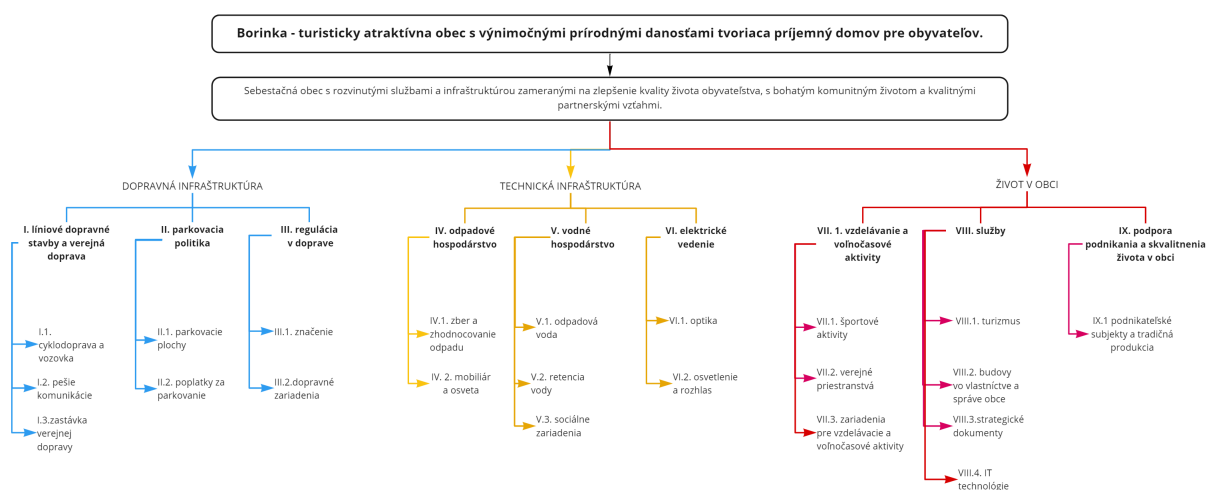 Borinka - turisticky atraktívna obec s výnimočnými prírodnými danosťami tvoriaca príjemný domov pre obyvateľov.
Sebestačná obec s rozvinutými službami a infraštruktúrou zameranými na zlepšenie kvality života obyvateľstva, s bohatým komunitným životom a kvalitnými
partnerskými vzťahmi.
DOPRAVNÁ INFRAŠTRUKTÚRA
I. líniové dopravné
stavby a verejná
doprava
I.1.
cyklodoprava a
vozovka
I.2. pešie
komunikácie
I.3.zastávka
verejnej
dopravy
II. parkovacia
politika
II.1. parkovacie
plochy
II.2. poplatky za
parkovanie
III. regulácia
v doprave
III.1. značenie
III.2.dopravné
zariadenia
TECHNICKÁ INFRAŠTRUKTÚRA
IV. odpadové
hospodárstvo
IV.1. zber a
zhodnocovanie
odpadu
IV. 2. mobiliár
a osveta
V. vodné
hospodárstvo
V.1. odpadová
voda
V.2. retencia
vody
V.3. sociálne
zariadenia
VI. elektrické
vedenie
VI.1. optika
VI.2. osvetlenie
a rozhlas
ŽIVOT V OBCI
VII. 1. vzdelávanie a
voľnočasové
aktivity
VII.1. športové
aktivity
VII.2. verejné
priestranstvá
VII.3. zariadenia
pre vzdelávacie a
voľnočasové aktivity
VIII. služby
VIII.1. turizmus
VIII.2. budovy
vo vlastníctve a
správe obce
VIII.3.strategické
dokumenty
VIII.4. IT
technológie
IX. podpora
podnikania a skvalitnenia
života v obci
IX.1 podnikateľské
subjekty a tradičná
produkcia